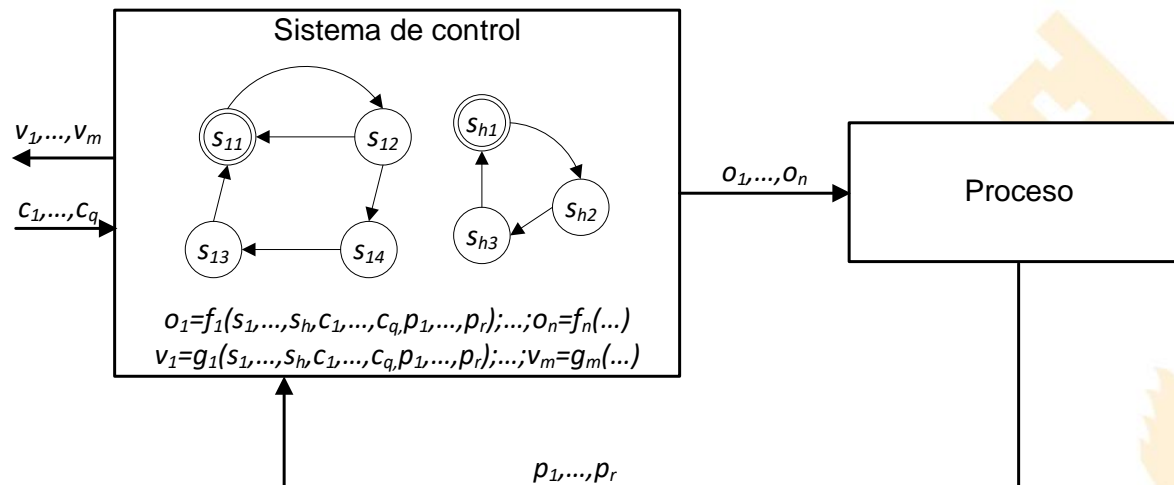 Sistema de control
s11
s12
s13
s14
sh1
sh2
sh3
v1,...,vm
c1,...,cq
o1=f1(s1,...,sh,c1,...,cq,p1,...,pr);...;on=fn(...)
v1=g1(s1,...,sh,c1,...,cq,p1,...,pr);...;vm=gm(...)
o1,...,on
Proceso
p1,...,pr